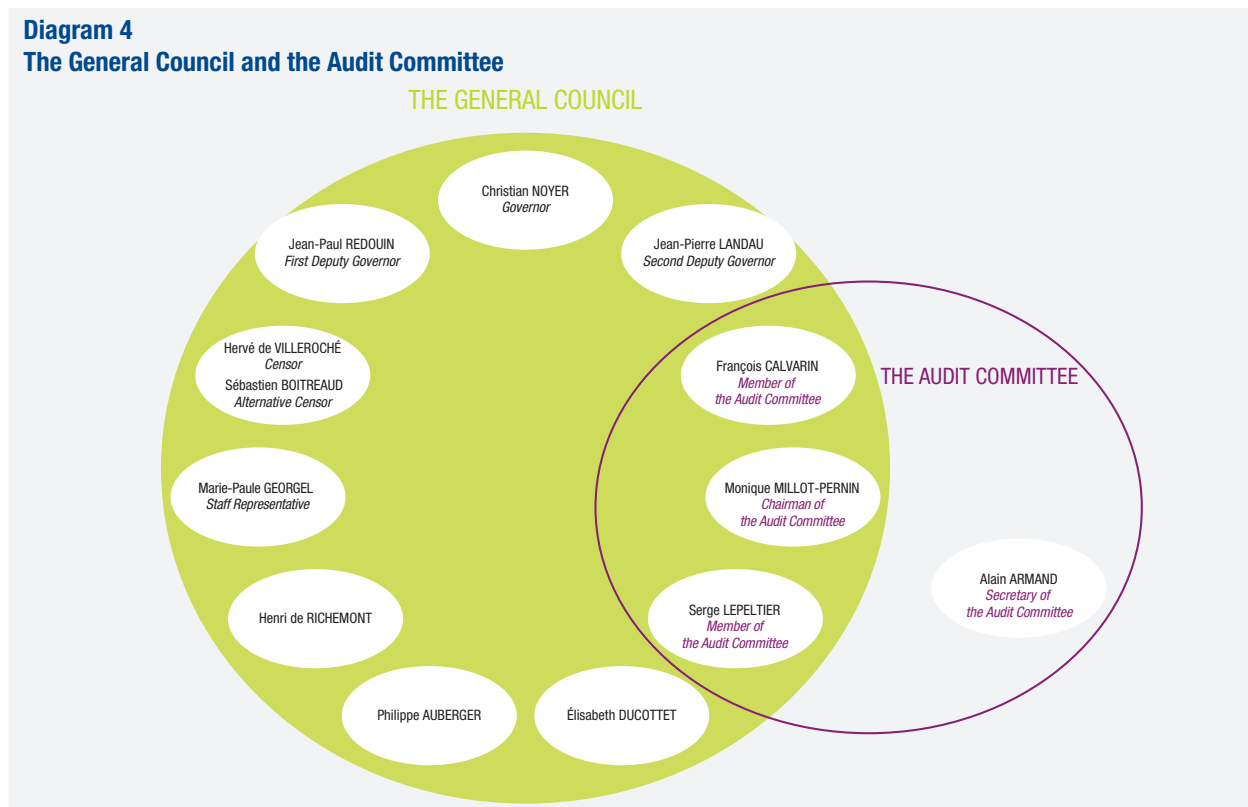 Diagram 4
The General Council and the Audit Committee
THE GENERAL COUNCIL
Christian NOYER
Governor
Jean-Paul REDOUIN
First Deputy Governor
Jean-Pierre LANDAU
Second Deputy Governor
Hervé de VILLEROCHÉ
Censor
Sébastien BOITREAUD
Alternative Censor
François CALVARIN
Member of
the Audit Committee
THE AUDIT COMMITTEE
Marie-Paule GEORGEL
Staff Representative
Monique MILLOT-PERNIN
Chairman of
the Audit Committee
Alain ARMAND
Secretary of
the Audit Committee
Henri de RICHEMONT
Serge LEPELTIER
Member of
the Audit Committee
Philippe AUBERGER
Élisabeth DUCOTTET